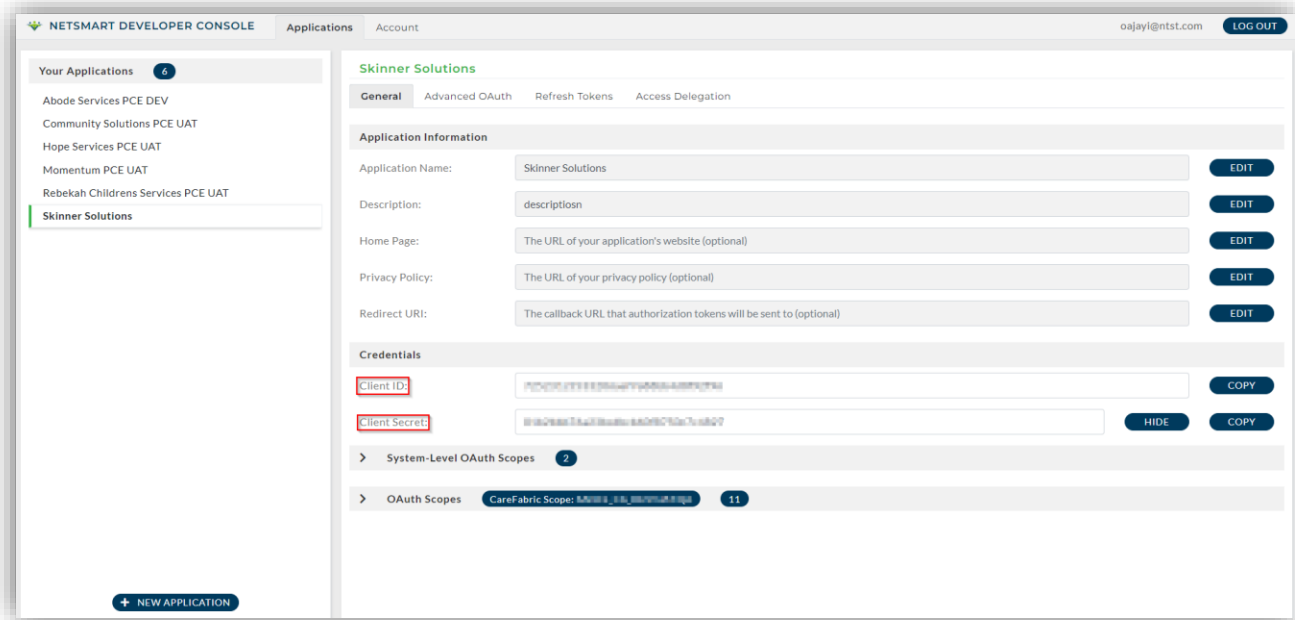 NETSMART DEVELOPER CONSOLE Applications Account oajayi@ntst.com LOG OUT
Your Applications 6
Abode Services PCE DEV
Community Solutions PCE UAT
Hope Services PCE UAT
Momentum PCE UAT
Rebekah Childrens Services PCE UAT
Skinner Solutions
+ NEW APPLICATION
Skinner Solutions
General Advanced OAuth Refresh Tokens Access Delegation
Application Information
Application Name: Skinner Solutions EDIT
Description: descriptiosn EDIT
Home Page: The URL of your application's website (optional) EDIT
Privacy Policy: The URL of your privacy policy (optional) EDIT
Redirect URI: The callback URL that authorization tokens will be sent to (optional) EDIT
Credentials
Client ID: COPY
Client Secret: HIDE COPY
> System-Level OAuth Scopes 2
> OAuth Scopes CareFabric Scope: 11